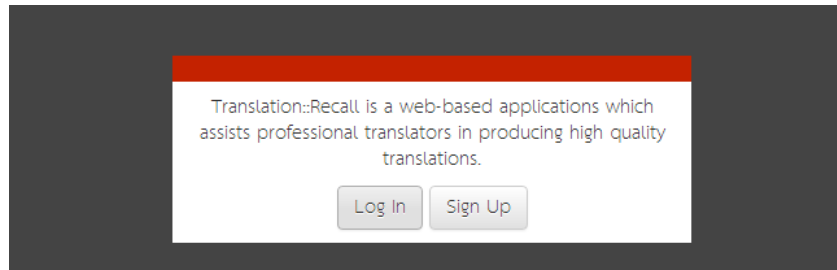 Translation::Recall is a web-based applications which
assists professional translators in producing high quality
translations.
Log In
Sign Up